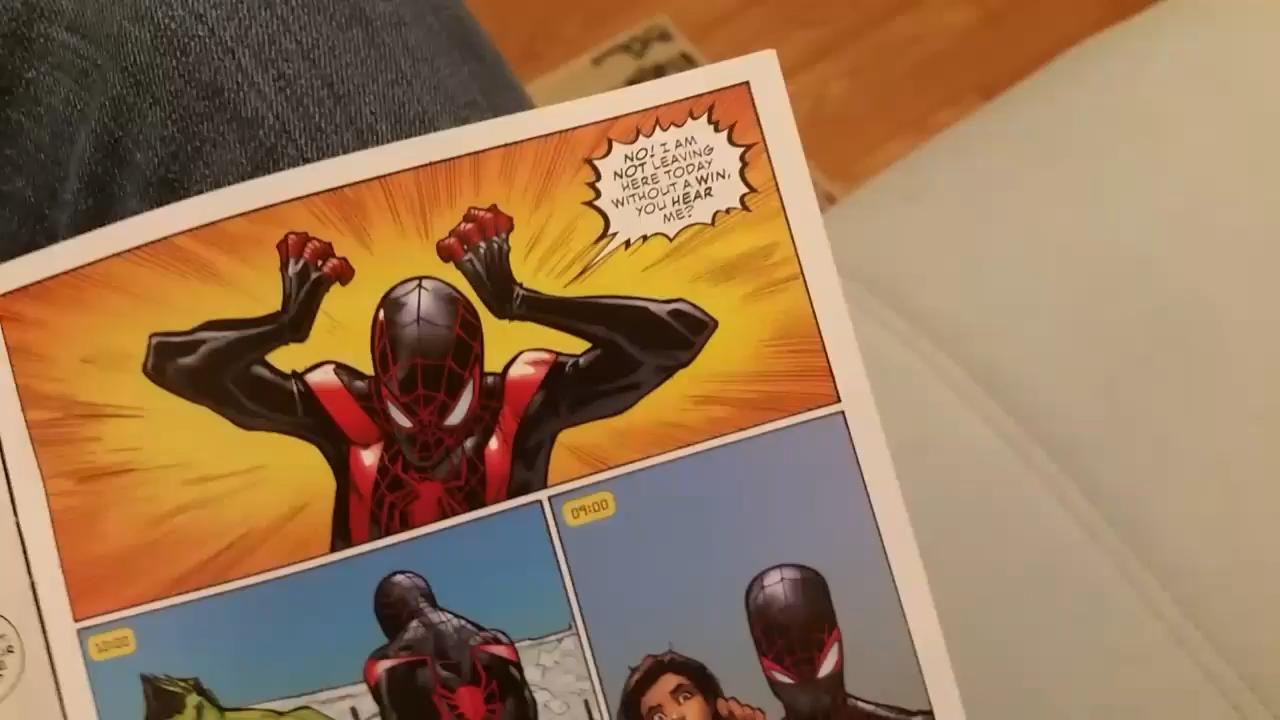 NO! I AM
NOT LEAVING
HERE TODAY
WITHOUT A WIN,
YOU HEAR
ME?
09:00
10:00